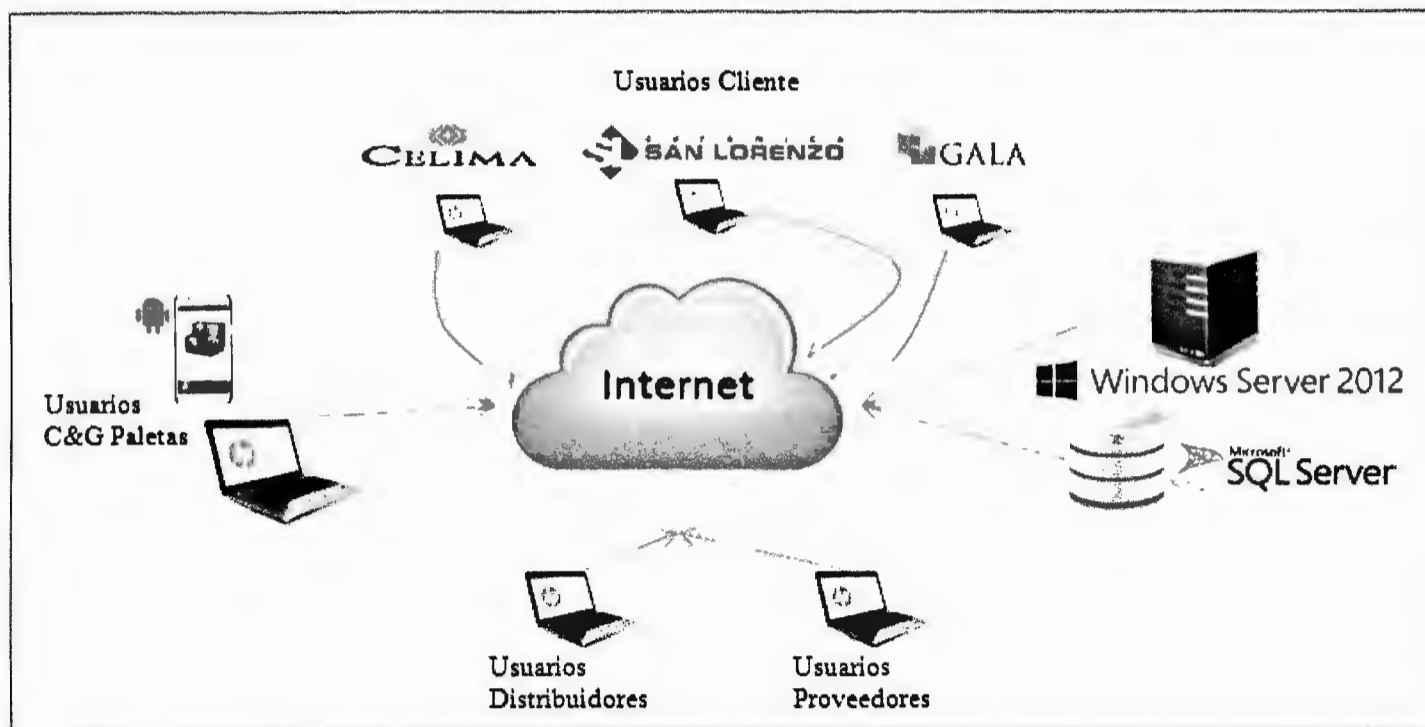 Usuarios Cliente
CELIMA
SAN LORENZO
GALA
Internet
Usuarios
C&G Paletas
Windows Server 2012
Microsoft
SQL Server
Usuarios
Distribuidores
Usuarios
Proveedores